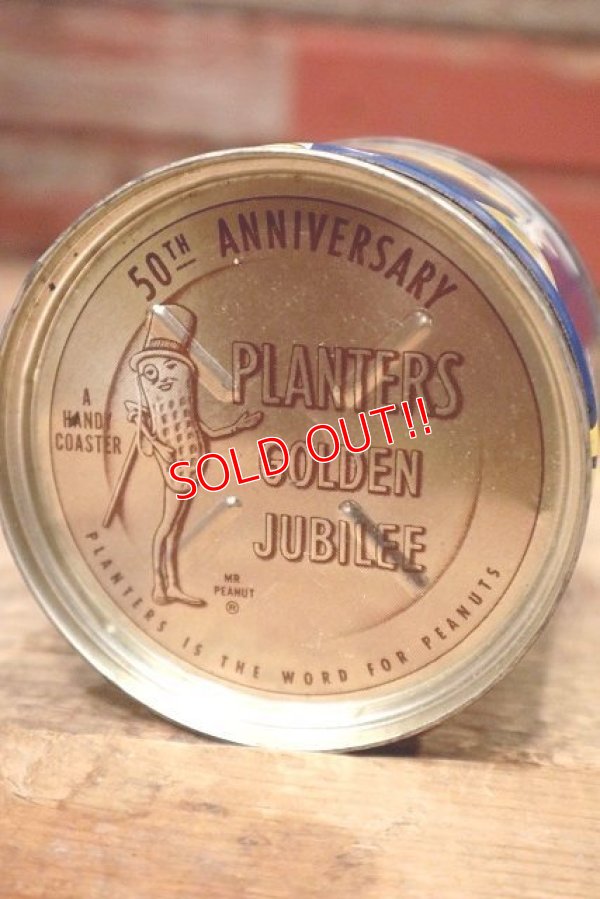 50TH ANNIVERSARY
PLANTERS
GOLDEN
JUBILEE
A
HANDY
COASTER
MR
PEANUT
®
PLANTERS IS THE WORD FOR PEANUTS
SOLD OUT!!